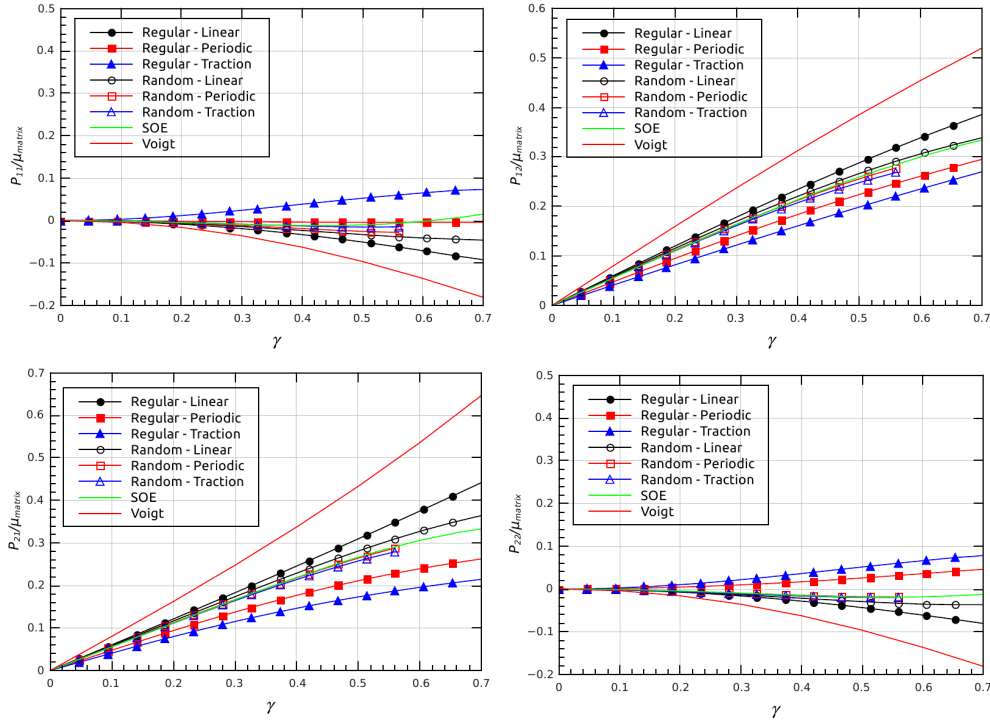 0.5
0.4
0.3
0.2
0.1
0
−0.1
−0.2
P11/μmatrix
Regular - Linear
Regular - Periodic
Regular - Traction
Random - Linear
Random - Periodic
Random - Traction
SOE
Voigt
0 0.1 0.2 0.3 0.4 0.5 0.6 0.7
γ
0.6
0.5
0.4
0.3
0.2
0.1
0
P12/μmatrix
Regular - Linear
Regular - Periodic
Regular - Traction
Random - Linear
Random - Periodic
Random - Traction
SOE
Voigt
0 0.1 0.2 0.3 0.4 0.5 0.6 0.7
γ
0.7
0.6
0.5
0.4
0.3
0.2
0.1
0
P21/μmatrix
Regular - Linear
Regular - Periodic
Regular - Traction
Random - Linear
Random - Periodic
Random - Traction
SOE
Voigt
0 0.1 0.2 0.3 0.4 0.5 0.6 0.7
γ
0.5
0.4
0.3
0.2
0.1
0
−0.1
−0.2
P22/μmatrix
Regular - Linear
Regular - Periodic
Regular - Traction
Random - Linear
Random - Periodic
Random - Traction
SOE
Voigt
0 0.1 0.2 0.3 0.4 0.5 0.6 0.7
γ